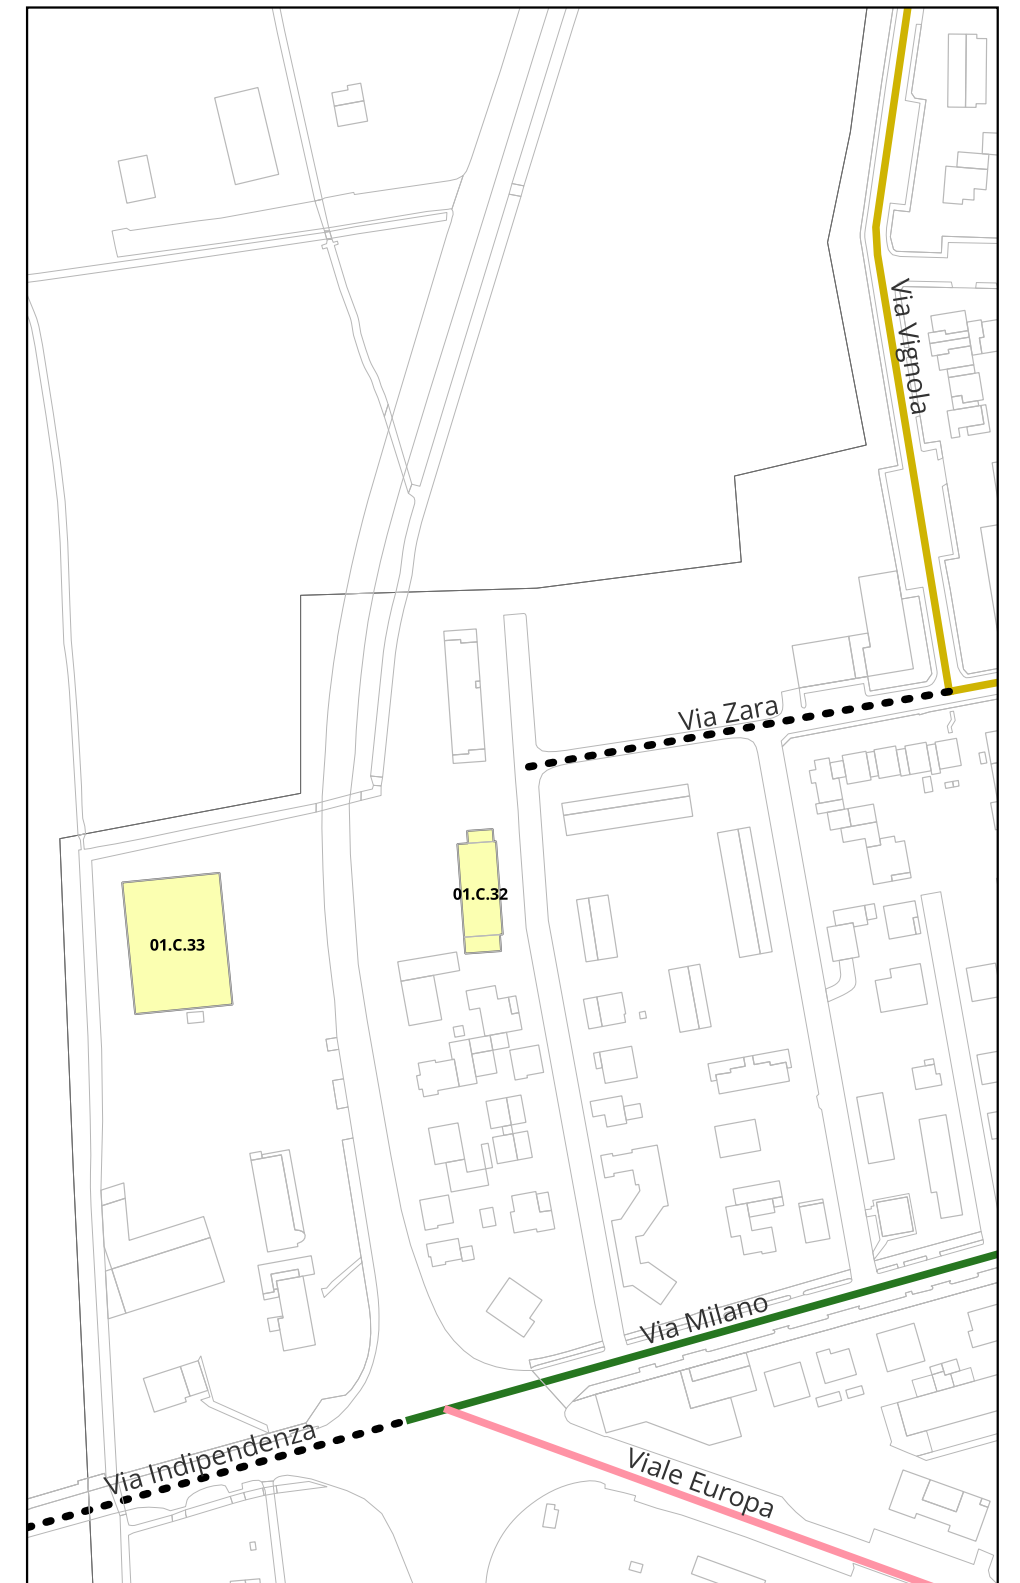 Via Vignola
Via Zara
01.C.32
01.C.33
Via Milano
Via Indipendenza
Viale Europa